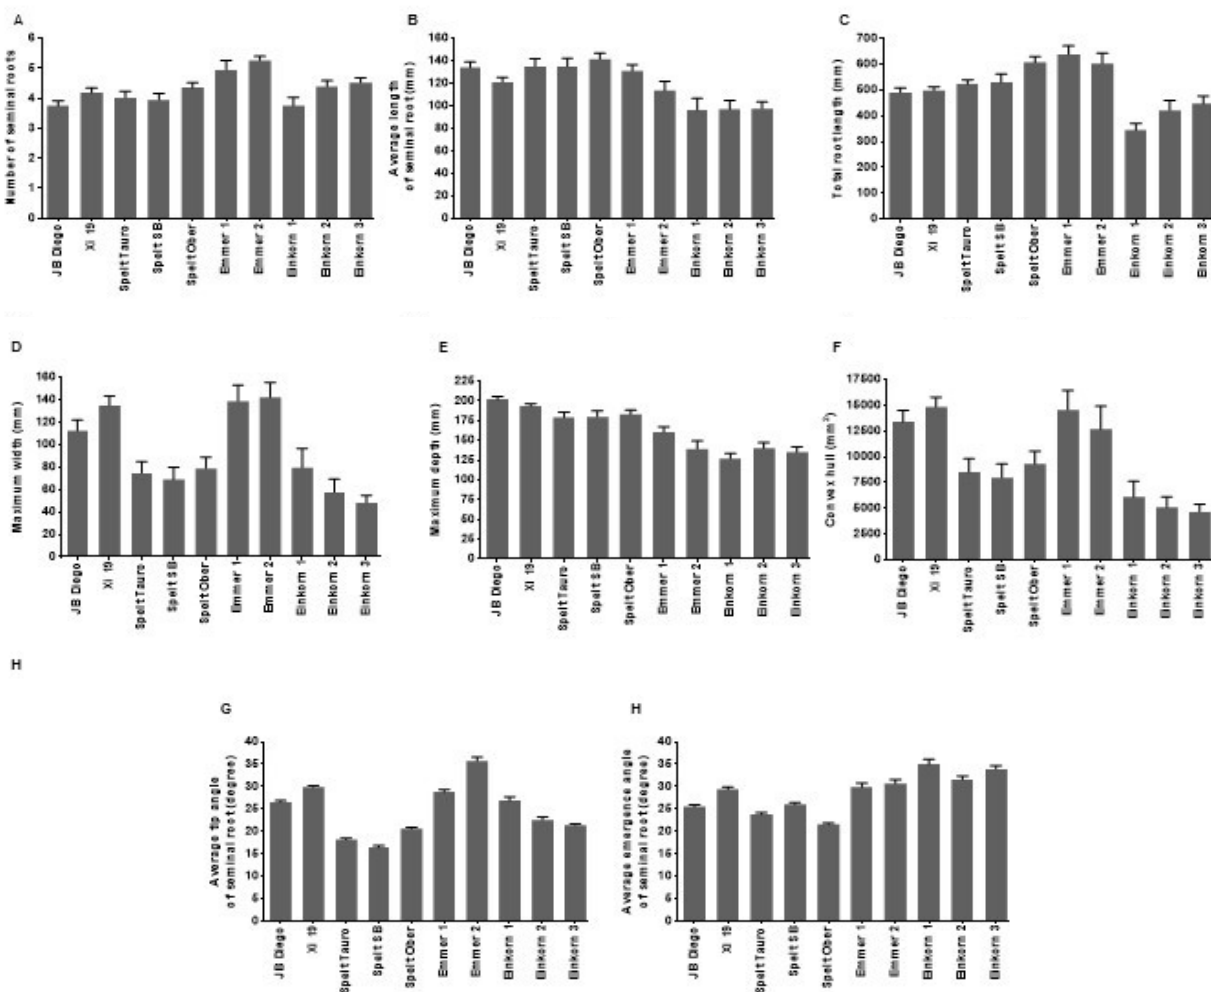 A
Number of seminal roots
6
5
4
3
2
1
0
JB Diego
Xi 19
Spelt Tauro
Spelt SB
Spelt Ober
Emmer 1
Emmer 2
Einkorn 1
Einkorn 2
Einkorn 3
B
Average length
of seminal root (mm)
160
140
120
100
80
60
40
20
0
JB Diego
Xi 19
Spelt Tauro
Spelt SB
Spelt Ober
Emmer 1
Emmer 2
Einkorn 1
Einkorn 2
Einkorn 3
C
Total root length (mm)
700
600
500
400
300
200
100
0
JB Diego
Xi 19
Spelt Tauro
Spelt SB
Spelt Ober
Emmer 1
Emmer 2
Einkorn 1
Einkorn 2
Einkorn 3
D
Maximum width (mm)
160
140
120
100
80
60
40
20
0
JB Diego
Xi 19
Spelt Tauro
Spelt SB
Spelt Ober
Emmer 1
Emmer 2
Einkorn 1
Einkorn 2
Einkorn 3
E
Maximum depth (mm)
225
200
175
150
125
100
75
50
25
0
JB Diego
Xi 19
Spelt Tauro
Spelt SB
Spelt Ober
Emmer 1
Emmer 2
Einkorn 1
Einkorn 2
Einkorn 3
F
Convex hull (mm²)
17500
15000
12500
10000
7500
5000
2500
0
JB Diego
Xi 19
Spelt Tauro
Spelt SB
Spelt Ober
Emmer 1
Emmer 2
Einkorn 1
Einkorn 2
Einkorn 3
H
G
Average tip angle
of seminal root (degree)
40
35
30
25
20
15
10
5
0
JB Diego
Xi 19
Spelt Tauro
Spelt SB
Spelt Ober
Emmer 1
Emmer 2
Einkorn 1
Einkorn 2
Einkorn 3
H
Average emergence angle
of seminal root (degree)
40
35
30
25
20
15
10
5
0
JB Diego
Xi 19
Spelt Tauro
Spelt SB
Spelt Ober
Emmer 1
Emmer 2
Einkorn 1
Einkorn 2
Einkorn 3